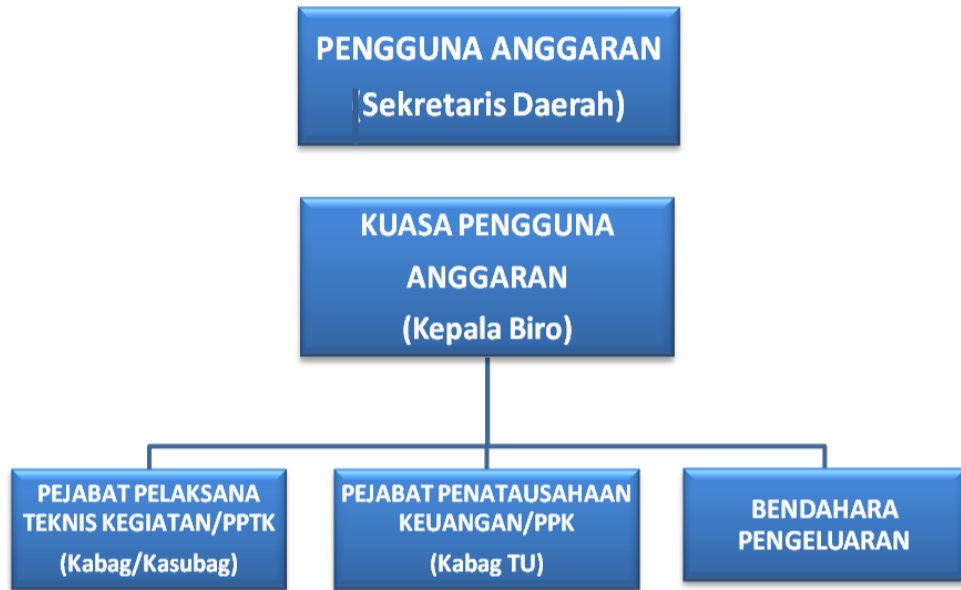 PENGGUNA ANGGARAN
(Sekretaris Daerah)
KUASA PENGGUNA
ANGGARAN
(Kepala Biro)
PEJABAT PELAKSANA
TEKNIS KEGIATAN/PPTK
(Kabag/Kasubag)
PEJABAT PENATAUSAHAAN
KEUANGAN/PPK
(Kabag TU)
BENDAHARA
PENGELUARAN